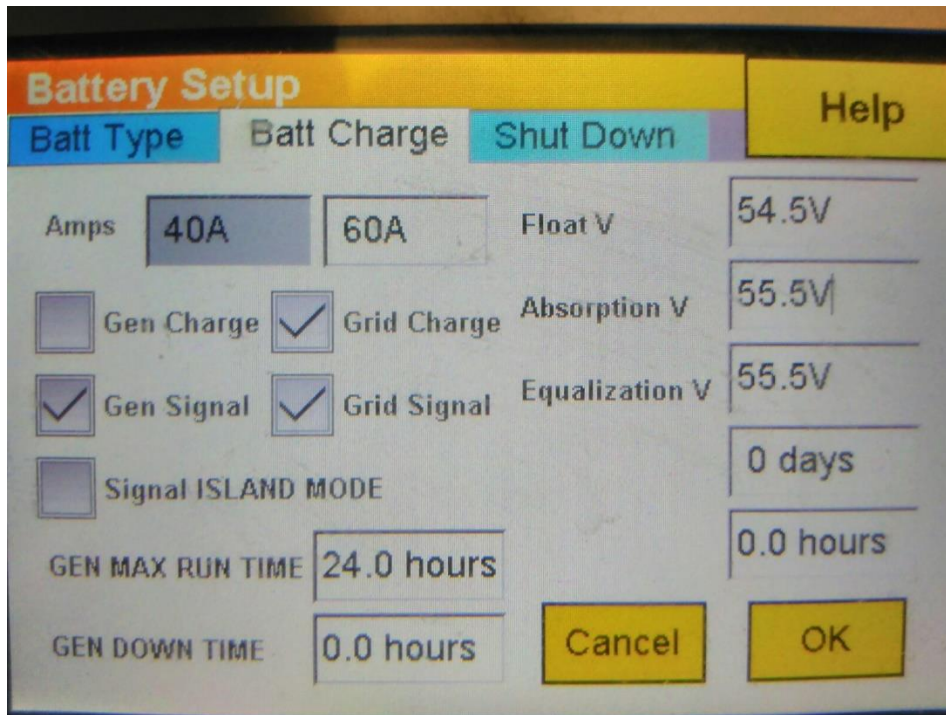 Battery Setup
Help
Batt Type Batt Charge Shut Down
Amps 40A 60A Float V 54.5V
Gen Charge Grid Charge Absorption V 55.5V
Gen Signal Grid Signal Equalization V 55.5V
Signal ISLAND MODE 0 days
GEN MAX RUN TIME 24.0 hours 0.0 hours
GEN DOWN TIME 0.0 hours Cancel OK